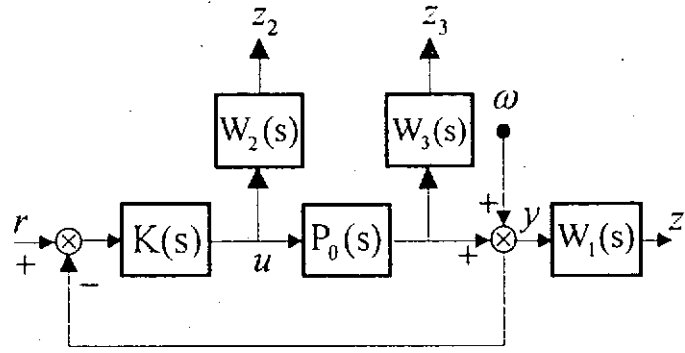 z₂
z₃
W₂(s)
W₃(s)
ω
r
+
−
K(s)
u
P₀(s)
+
+
y
W₁(s)
z